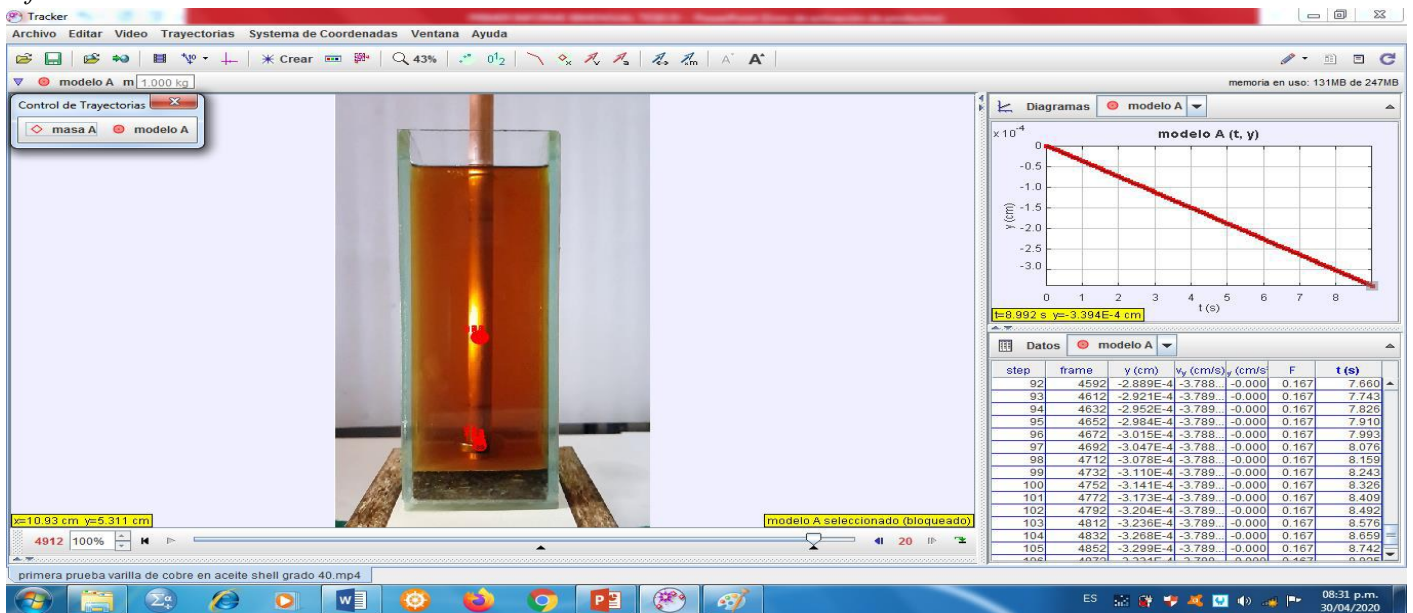 Tracker
Archivo Editar Video Trayectorias Sistema de Coordenadas Ventana Ayuda
Crear 43% A A
modelo A m 1.000 kg
memoria en uso: 131MB de 247MB
Control de Trayectorias
masa A modelo A
Diagramas modelo A
x 10⁻⁴
modelo A (t, y)
0
-0.5
-1.0
-1.5
-2.0
-2.5
-3.0
y (cm)
0 1 2 3 4 5 6 7 8
t (s)
t=8.992 s y=-3.394E-4 cm
Datos modelo A
step frame y (cm) vy (cm/s) y (cm/s F t (s)
92 4592 -2.889E-4 -3.788... -0.000 0.167 7.660
93 4612 -2.921E-4 -3.789... -0.000 0.167 7.743
94 4632 -2.952E-4 -3.788... -0.000 0.167 7.826
95 4652 -2.984E-4 -3.789... -0.000 0.167 7.910
96 4672 -3.015E-4 -3.788... -0.000 0.167 7.993
97 4692 -3.047E-4 -3.788... -0.000 0.167 8.076
98 4712 -3.078E-4 -3.788... -0.000 0.167 8.159
99 4732 -3.110E-4 -3.789... -0.000 0.167 8.243
100 4752 -3.141E-4 -3.789... -0.000 0.167 8.326
101 4772 -3.173E-4 -3.789... -0.000 0.167 8.409
102 4792 -3.204E-4 -3.789... -0.000 0.167 8.492
103 4812 -3.236E-4 -3.789... -0.000 0.167 8.576
104 4832 -3.268E-4 -3.789... -0.000 0.167 8.659
105 4852 -3.299E-4 -3.789... -0.000 0.167 8.742
x=10.93 cm y=5.311 cm
modelo A seleccionado (bloqueado)
4912 100% 20
primera prueba varilla de cobre en aceite shell grado 40.mp4
ES 08:31 p.m.
30/04/2020